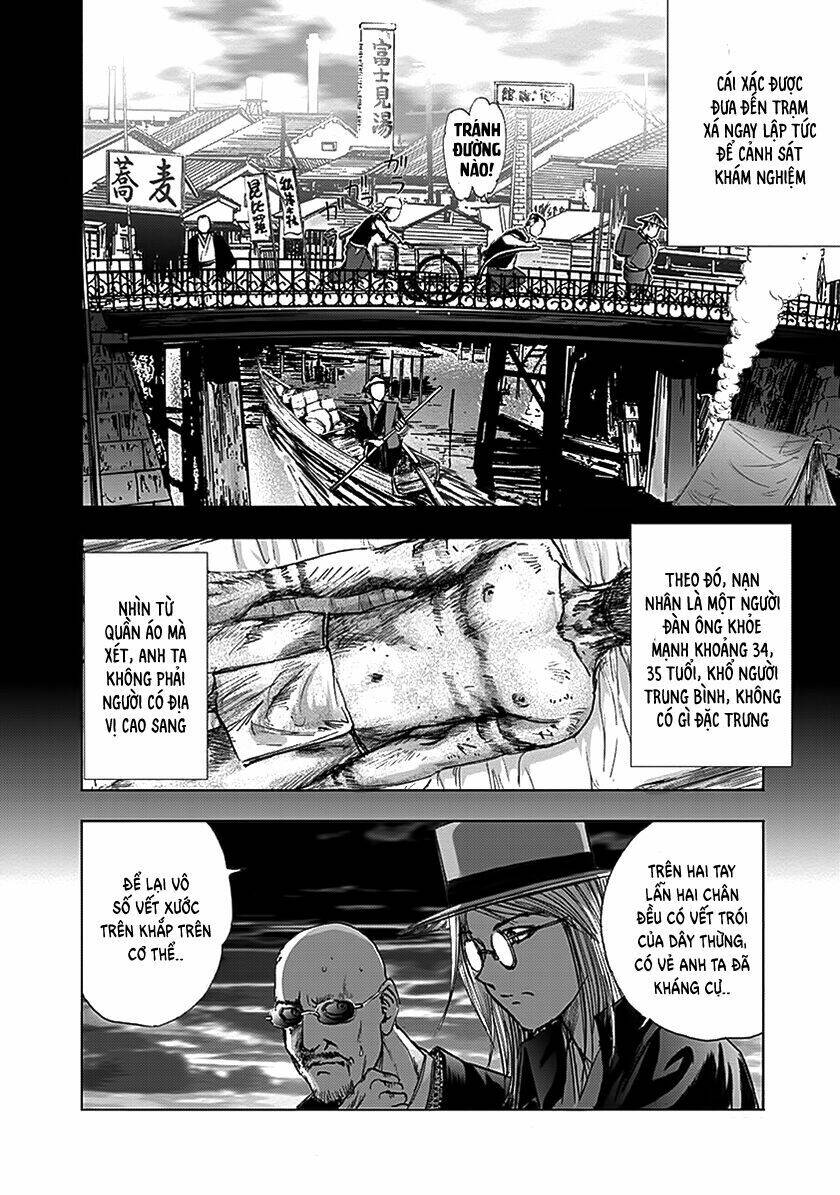 CÁI XÁC ĐƯỢC
ĐƯA ĐẾN TRẠM
XÁ NGAY LẬP TỨC
ĐỂ CẢNH SÁT
KHÁM NGHIỆM
富士見湯
TRÁNH
ĐƯỜNG
NÀO!
蕎麦
昆比羅
THEO ĐÓ, NẠN
NHÂN LÀ MỘT NGƯỜI
ĐÀN ÔNG KHỎE
MẠNH KHOẢNG 34,
35 TUỔI, KHỔ NGƯỜI
TRUNG BÌNH, KHÔNG
CÓ GÌ ĐẶC TRƯNG
NHÌN TỪ
QUẦN ÁO MÀ
XÉT, ANH TA
KHÔNG PHẢI
NGƯỜI CÓ ĐỊA
VỊ CAO SANG
TRÊN HAI TAY
LẪN HAI CHÂN
ĐỀU CÓ VẾT TRÓI
CỦA DÂY THỪNG,
CÓ VẺ ANH TA ĐÃ
KHÁNG CỰ..
ĐỂ LẠI VÔ
SỐ VẾT XƯỚC
TRÊN KHẮP TRÊN
CƠ THỂ..